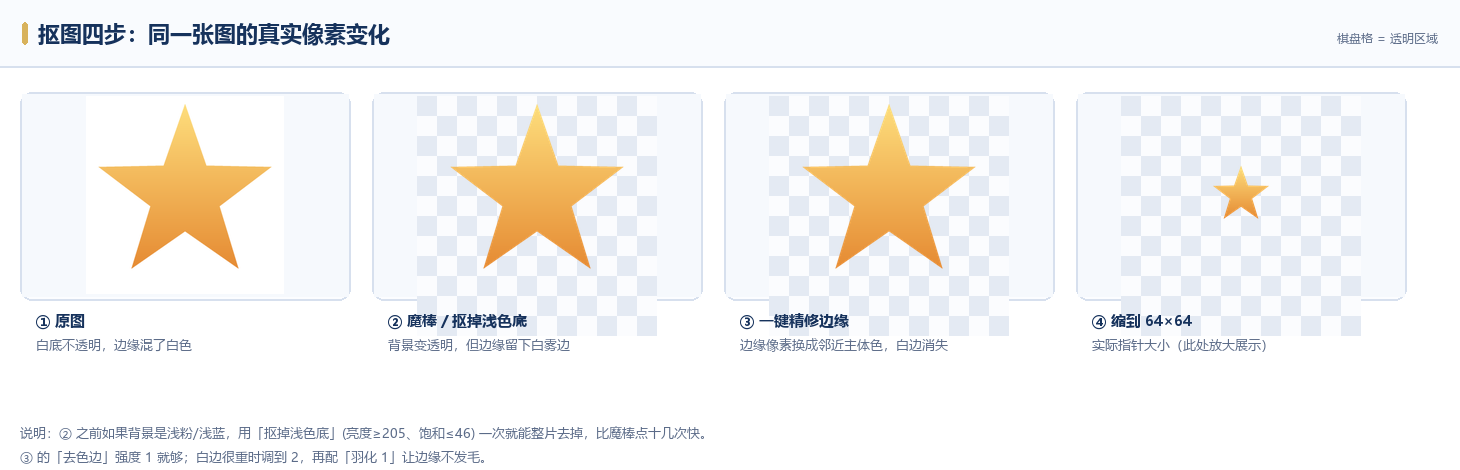 抠图四步：同一张图的真实像素变化
棋盘格 = 透明区域
① 原图
白底不透明，边缘混了白色
② 魔棒 / 抠掉浅色底
背景变透明，但边缘留下白雾边
③ 一键精修边缘
边缘像素换成邻近主体色，白边消失
④ 缩到 64×64
实际指针大小（此处放大展示）
说明：② 之前如果背景是浅粉/浅蓝，用「抠掉浅色底」(亮度≥205、饱和≤46) 一次就能整片去掉，比魔棒点十几次快。
③ 的「去色边」强度 1 就够；白边很重时调到 2，再配「羽化 1」让边缘不发毛。